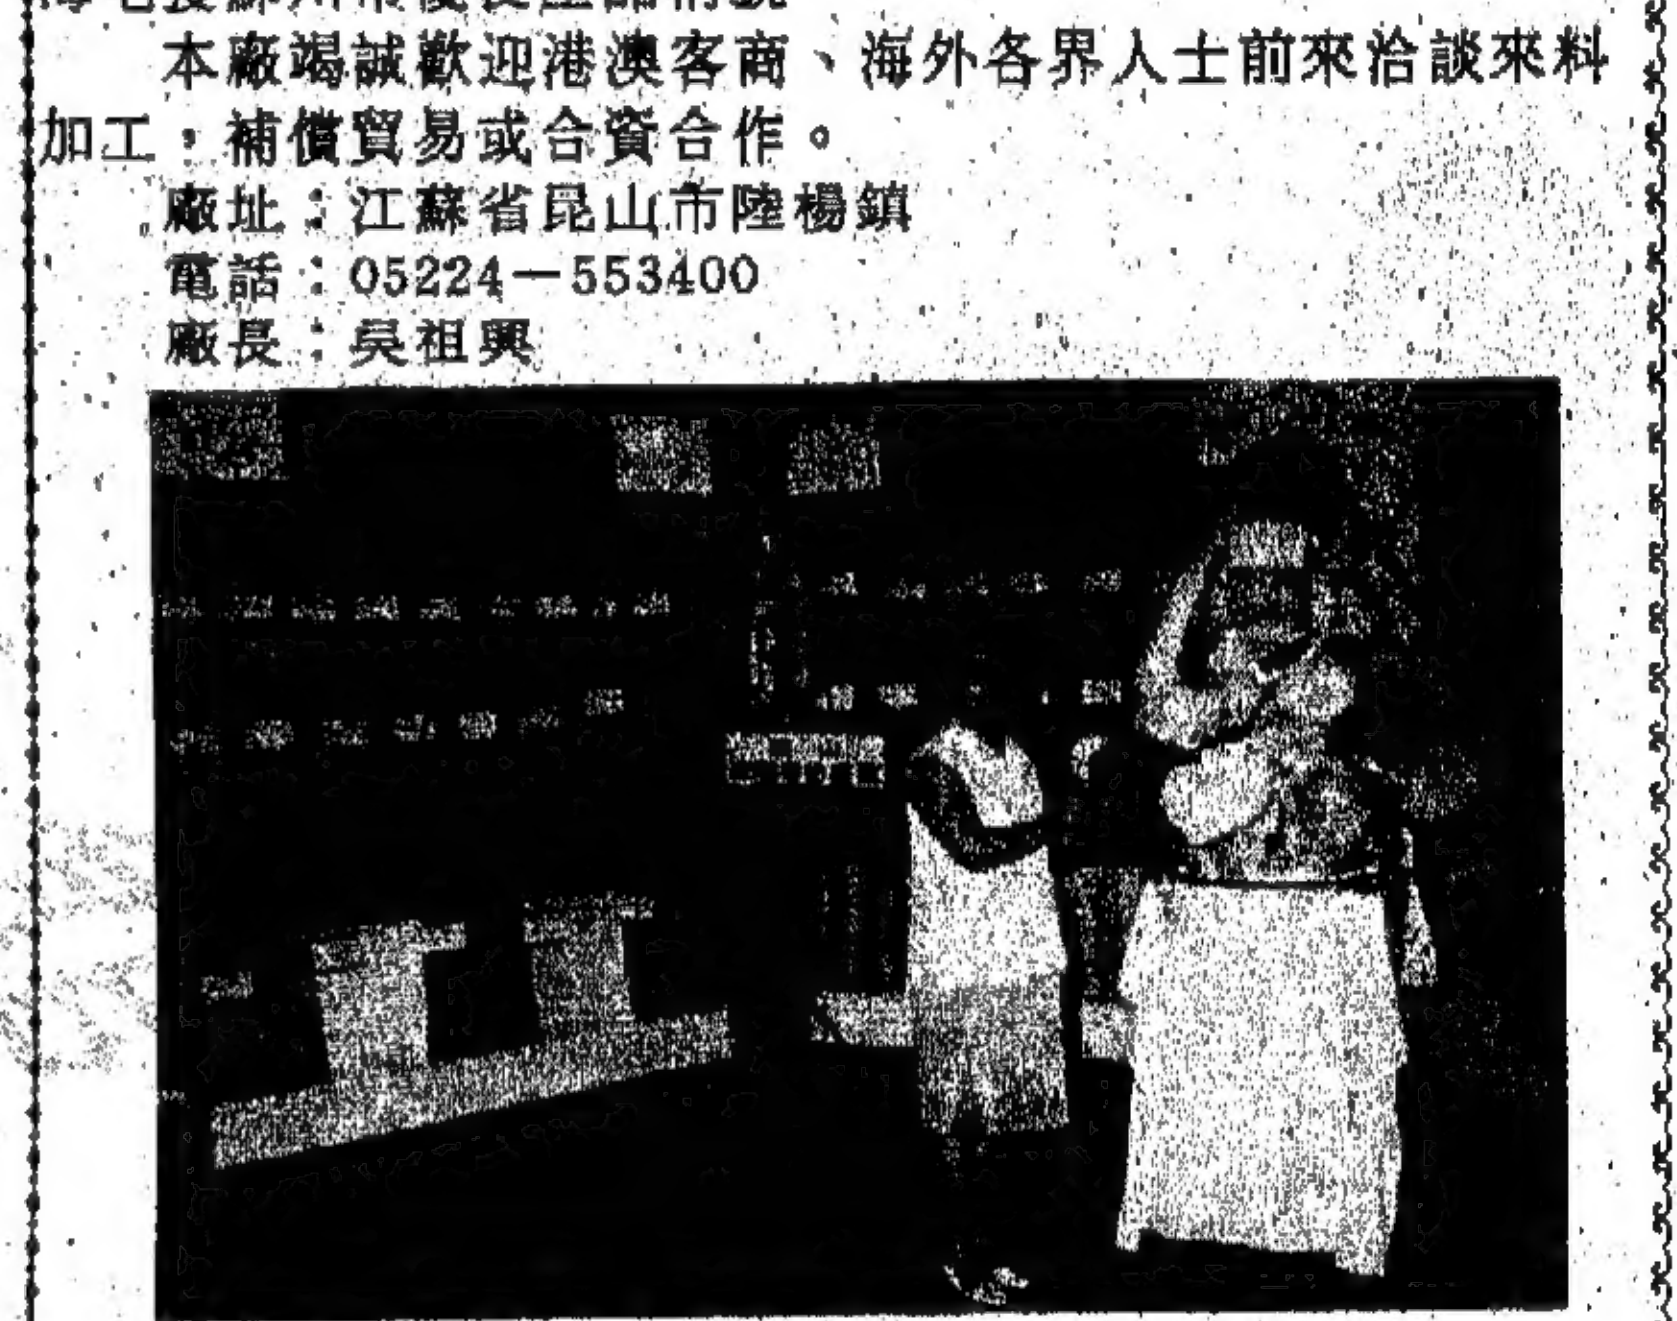 本廠竭誠歡迎港澳客商、海外各界人士前來洽談來料
加工，補償貿易或合資合作。
廠址：江蘇省昆山市陸楊鎮
電話：05224—553400
廠長：吳祖興